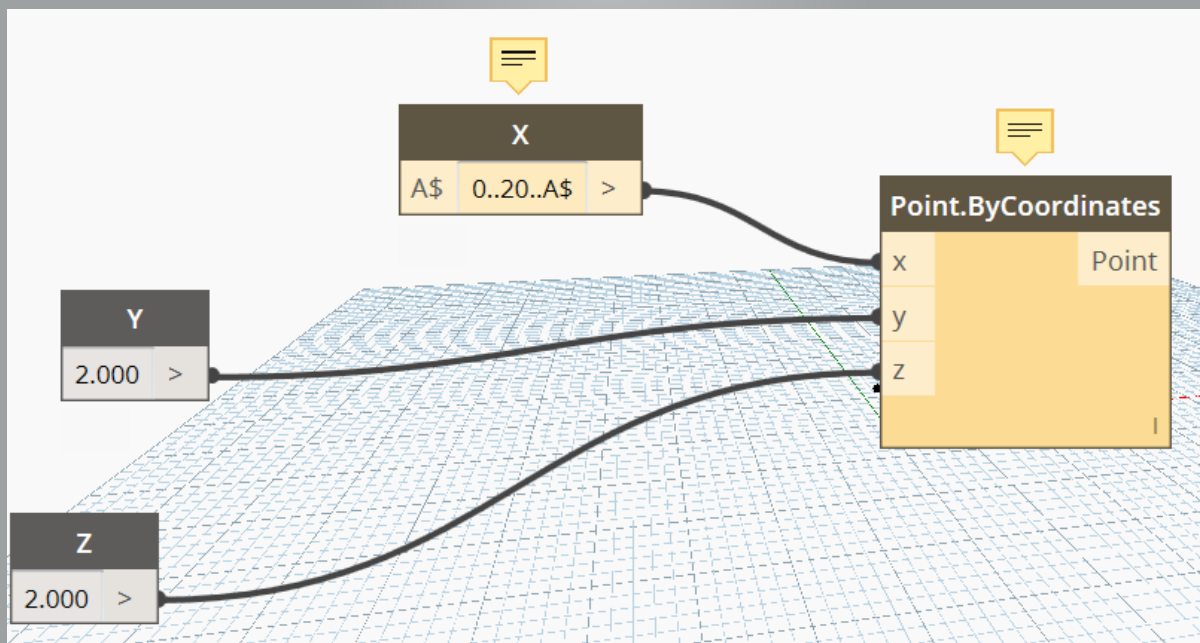 X
A$ 0..20..A$ >
Point.ByCoordinates
x Point
y
z
l
Y
2.000 >
Z
2.000 >